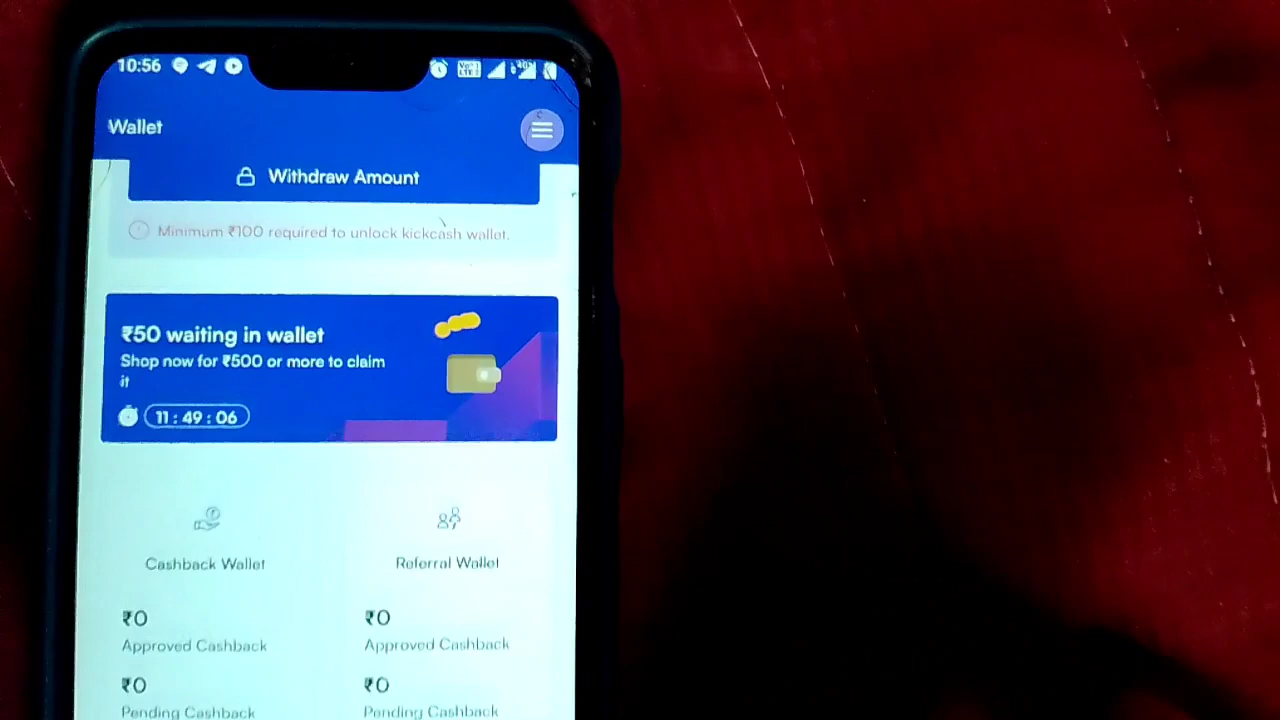 10:56
Wallet
Withdraw Amount
Minimum ₹100 required to unlock kickcash wallet.
₹50 waiting in wallet
Shop now for ₹500 or more to claim
it
11 : 49 : 06
Cashback Wallet
Referral Wallet
₹0
₹0
Approved Cashback
Approved Cashback
₹0
₹0
Pending Cashback
Pending Cashback